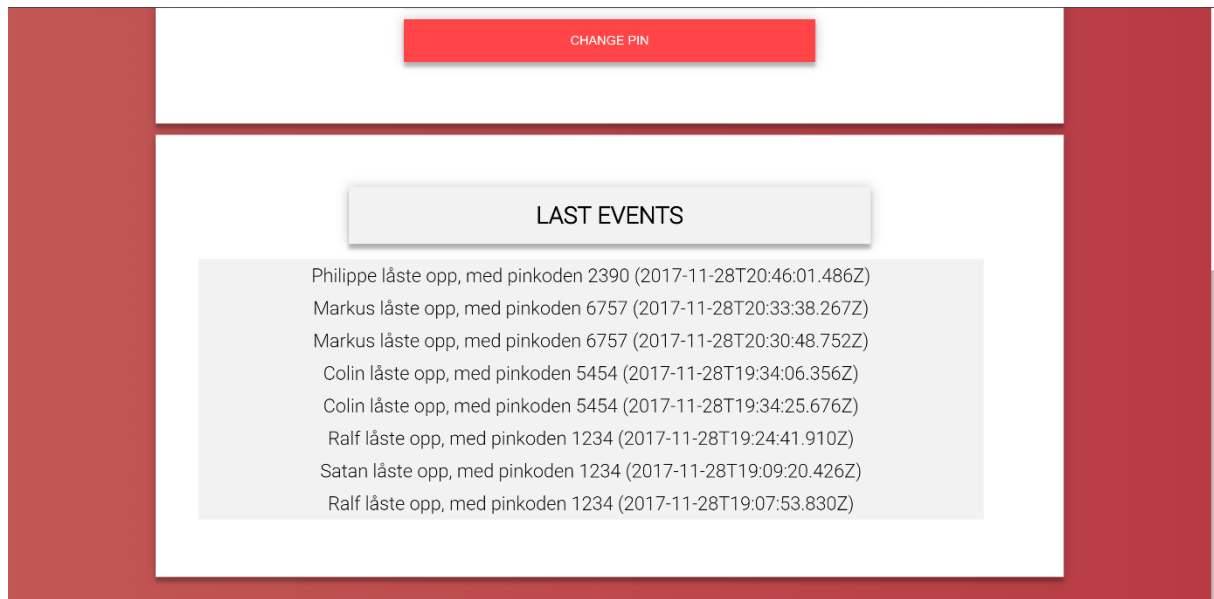 CHANGE PIN
LAST EVENTS
Philippe låste opp, med pinkoden 2390 (2017-11-28T20:46:01.486Z)
Markus låste opp, med pinkoden 6757 (2017-11-28T20:33:38.267Z)
Markus låste opp, med pinkoden 6757 (2017-11-28T20:30:48.752Z)
Colin låste opp, med pinkoden 5454 (2017-11-28T19:34:06.356Z)
Colin låste opp, med pinkoden 5454 (2017-11-28T19:34:25.676Z)
Ralf låste opp, med pinkoden 1234 (2017-11-28T19:24:41.910Z)
Satan låste opp, med pinkoden 1234 (2017-11-28T19:09:20.426Z)
Ralf låste opp, med pinkoden 1234 (2017-11-28T19:07:53.830Z)